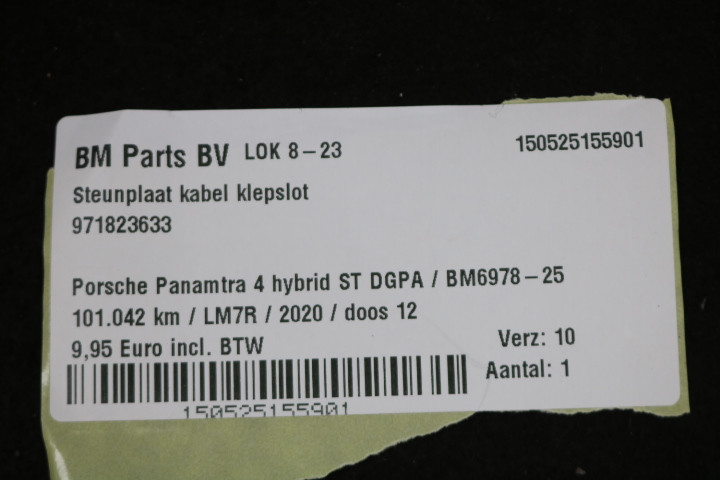 BM Parts BV LOK 8-23 150525155901
Steunplaat kabel klepslot
971823633
Porsche Panamtra 4 hybrid ST DGPA / BM6978-25
101.042 km / LM7R / 2020 / doos 12
9,95 Euro incl. BTW Verz: 10
Aantal: 1
150525155901